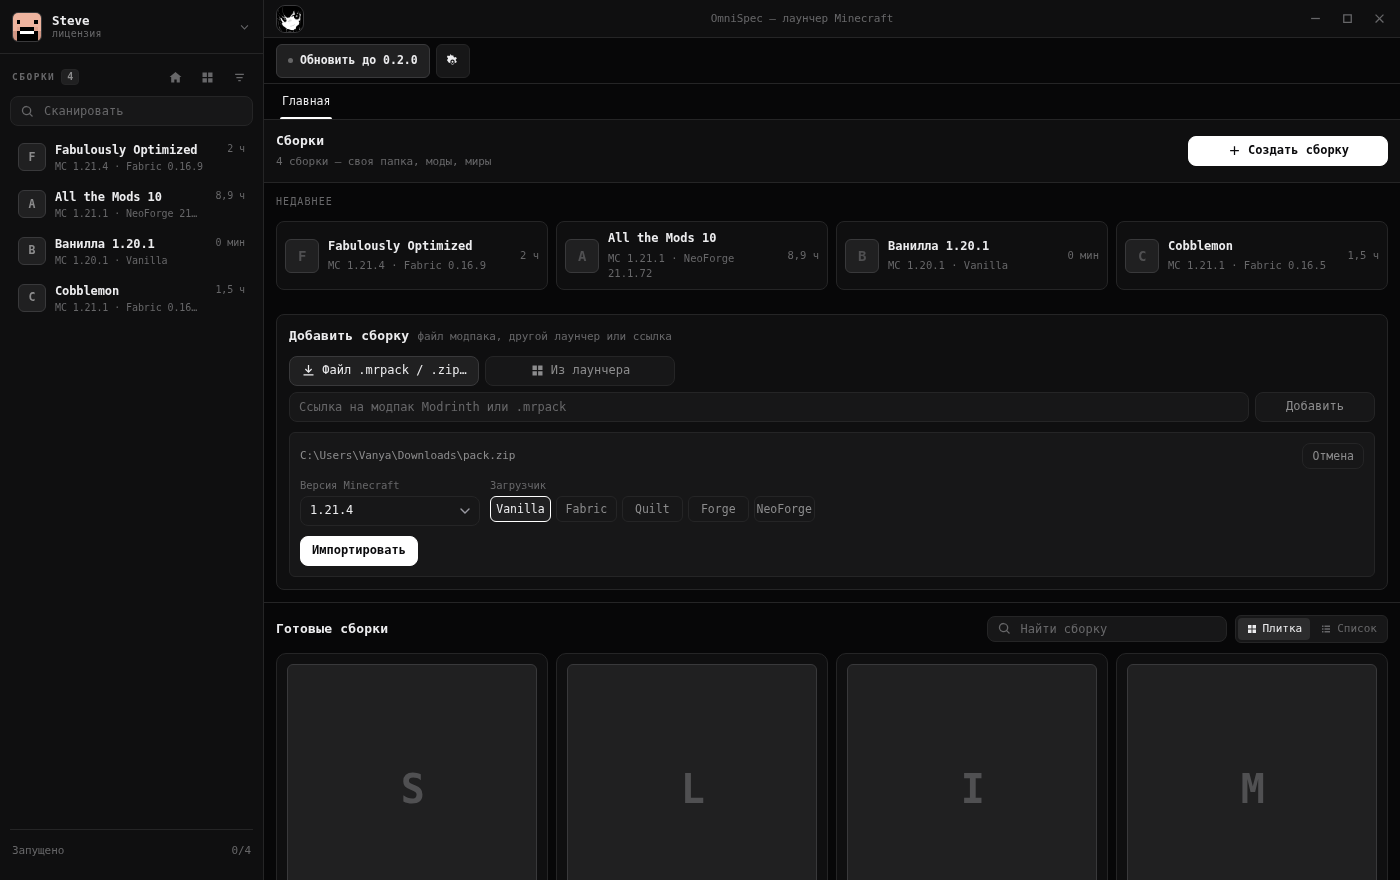 Steve
лицензия
СБОРКИ 4
Сканировать
F
Fabulously Optimized
2 ч
MC 1.21.4 · Fabric 0.16.9
A
All the Mods 10
8,9 ч
MC 1.21.1 · NeoForge 21…
B
Ванилла 1.20.1
0 мин
MC 1.20.1 · Vanilla
C
Cobblemon
1,5 ч
MC 1.21.1 · Fabric 0.16…
Запущено 0/4
OmniSpec — лаунчер Minecraft
Обновить до 0.2.0
Главная
Сборки
4 сборки — своя папка, моды, миры
Создать сборку
НЕДАВНЕЕ
F
Fabulously Optimized
MC 1.21.4 · Fabric 0.16.9
2 ч
A
All the Mods 10
MC 1.21.1 · NeoForge
21.1.72
8,9 ч
B
Ванилла 1.20.1
MC 1.20.1 · Vanilla
0 мин
C
Cobblemon
MC 1.21.1 · Fabric 0.16.5
1,5 ч
Добавить сборку файл модпака, другой лаунчер или ссылка
Файл .mrpack / .zip…
Из лаунчера
Ссылка на модпак Modrinth или .mrpack
Добавить
C:\Users\Vanya\Downloads\pack.zip
Отмена
Версия Minecraft
Загрузчик
1.21.4
Vanilla
Fabric
Quilt
Forge
NeoForge
Импортировать
Готовые сборки
Найти сборку
Плитка
Список
S
L
I
M